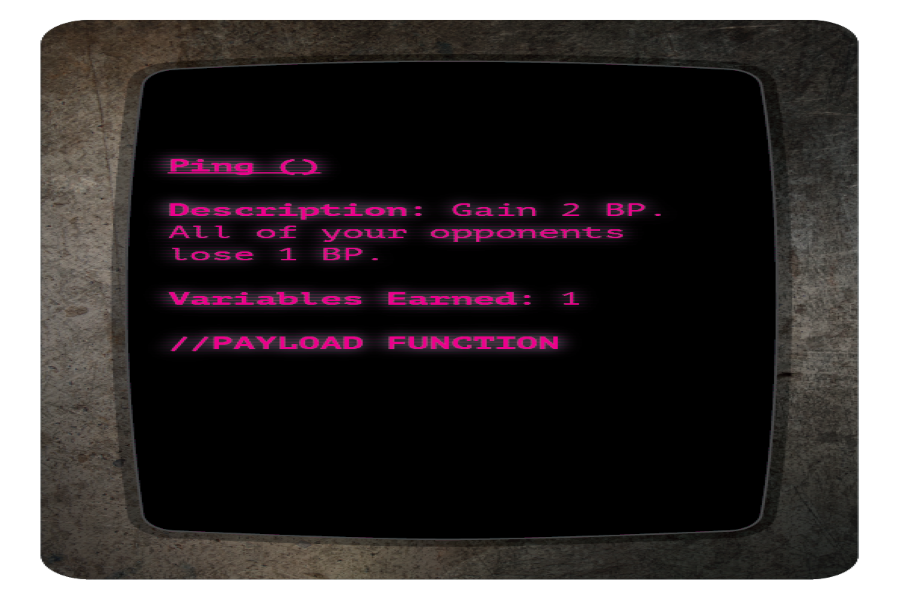 Ping ()
Description: Gain 2 BP.
All of your opponents
lose 1 BP.
Variables Earned: 1
//PAYLOAD FUNCTION